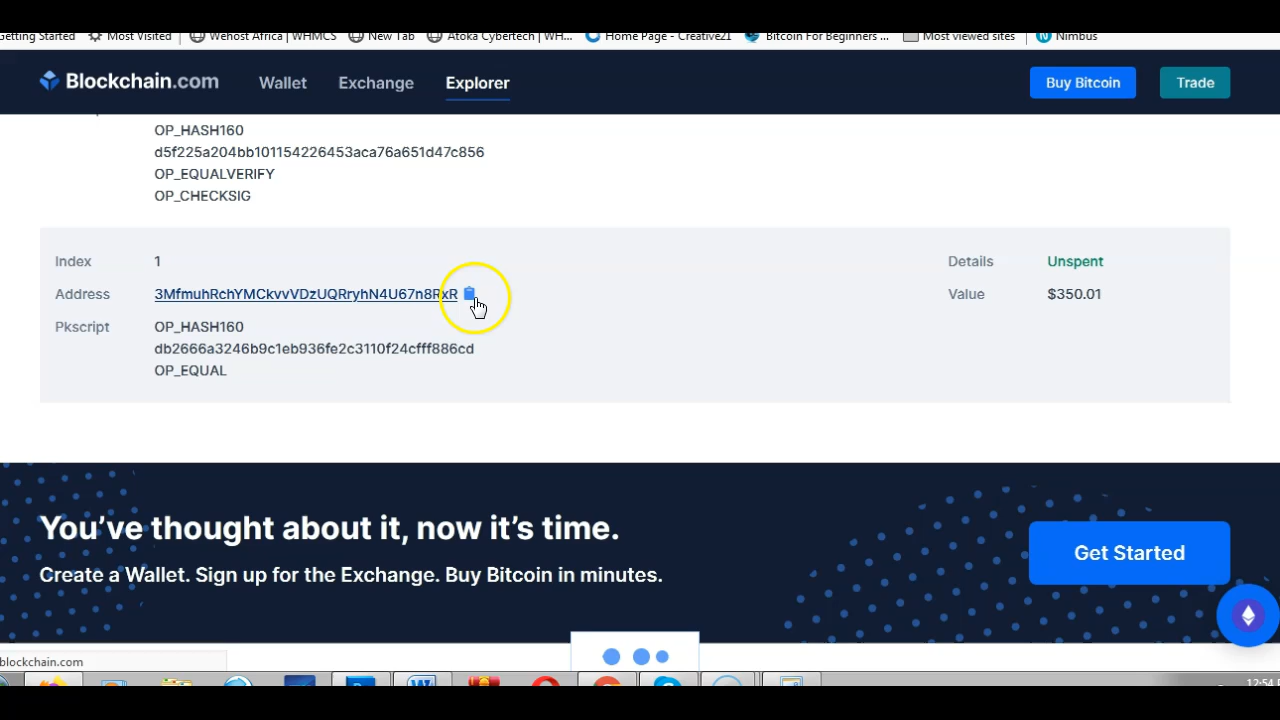 Getting Started Most Visited Wehost Africa | WHMCS New Tab Atoka Cybertech | WH... Home Page - Creative21 Bitcoin For Beginners ... Most viewed sites Nimbus
Blockchain.com Wallet Exchange Explorer Buy Bitcoin Trade
OP_HASH160
d5f225a204bb101154226453aca76a651d47c856
OP_EQUALVERIFY
OP_CHECKSIG
Index 1 Details Unspent
Address 3MfmuhRchYMCkvvVDzUQRryhN4U67n8RxR Value $350.01
Pkscript OP_HASH160
db2666a3246b9c1eb936fe2c3110f24cfff886cd
OP_EQUAL
You've thought about it, now it's time.
Get Started
Create a Wallet. Sign up for the Exchange. Buy Bitcoin in minutes.
blockchain.com
12:54